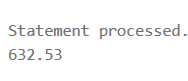 Statement processed.
632.53